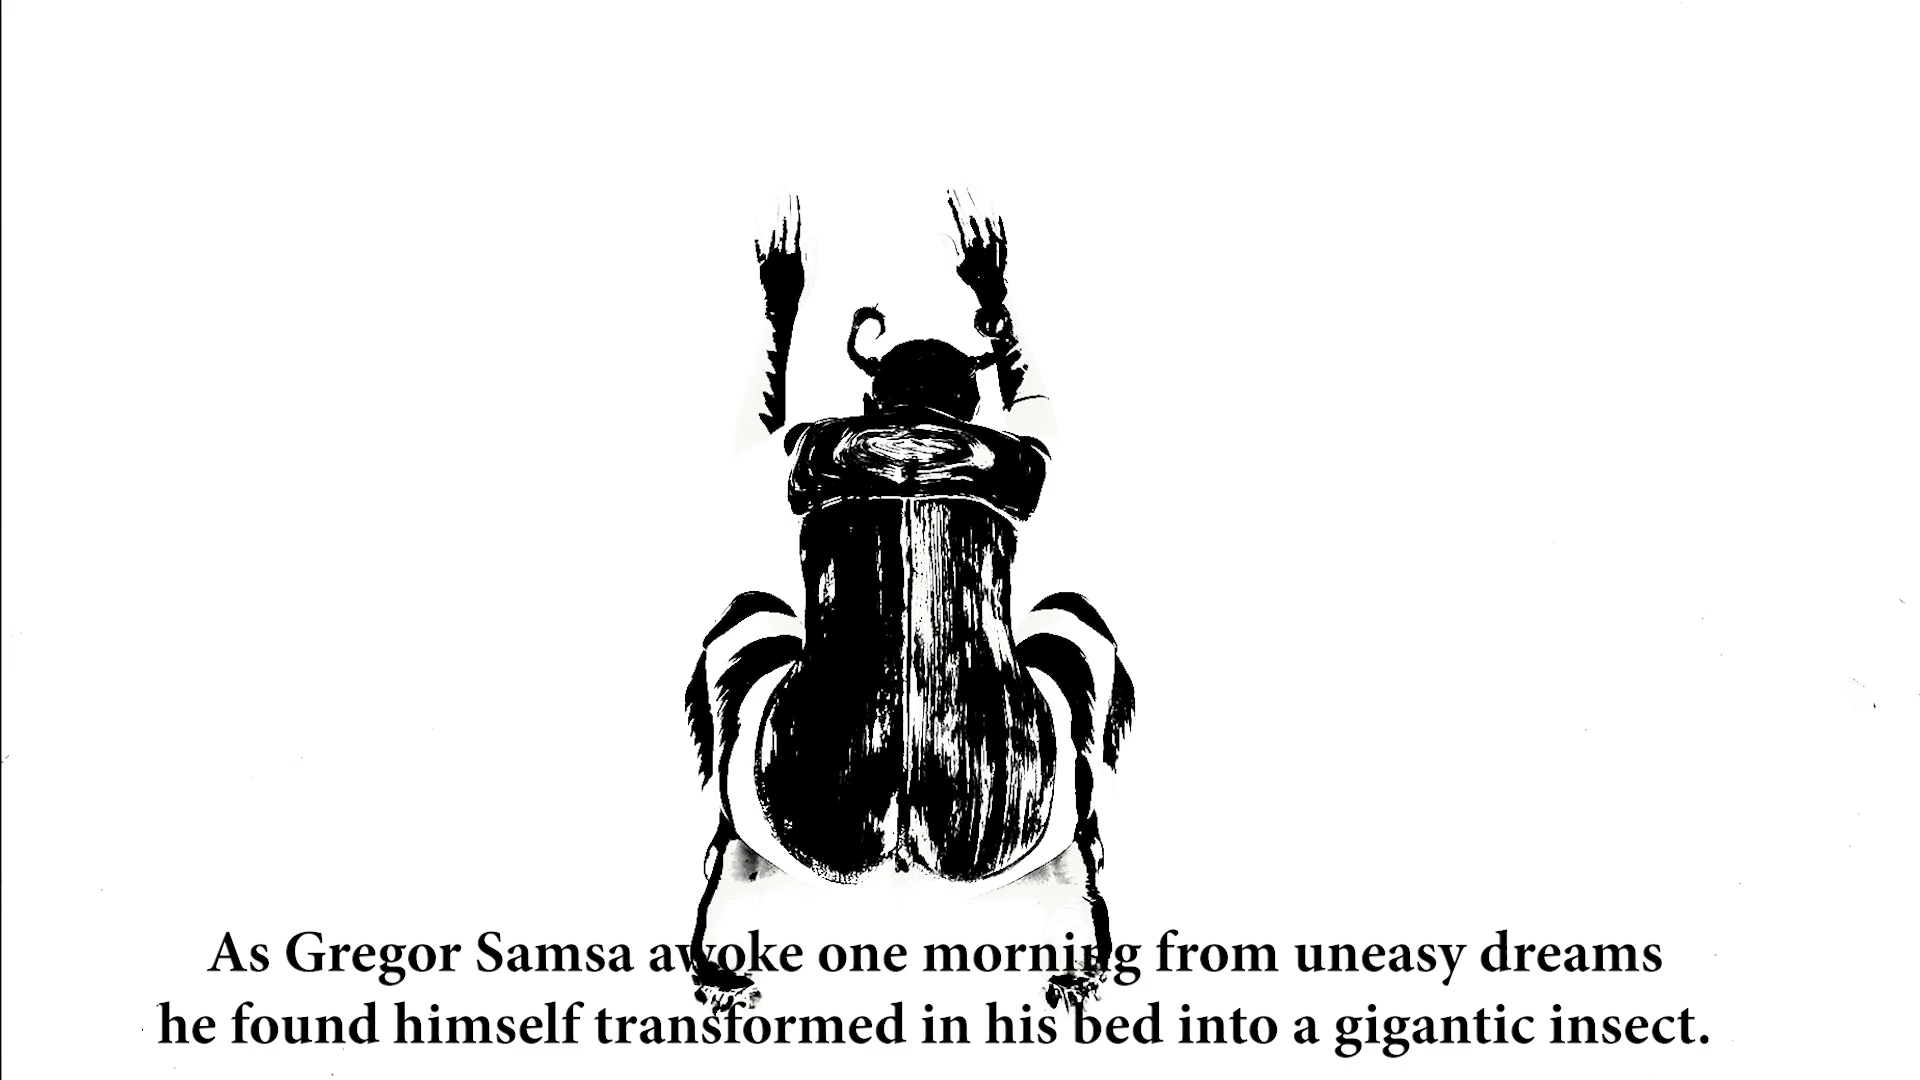 As Gregor Samsa awoke one morning from uneasy dreams
he found himself transformed in his bed into a gigantic insect.